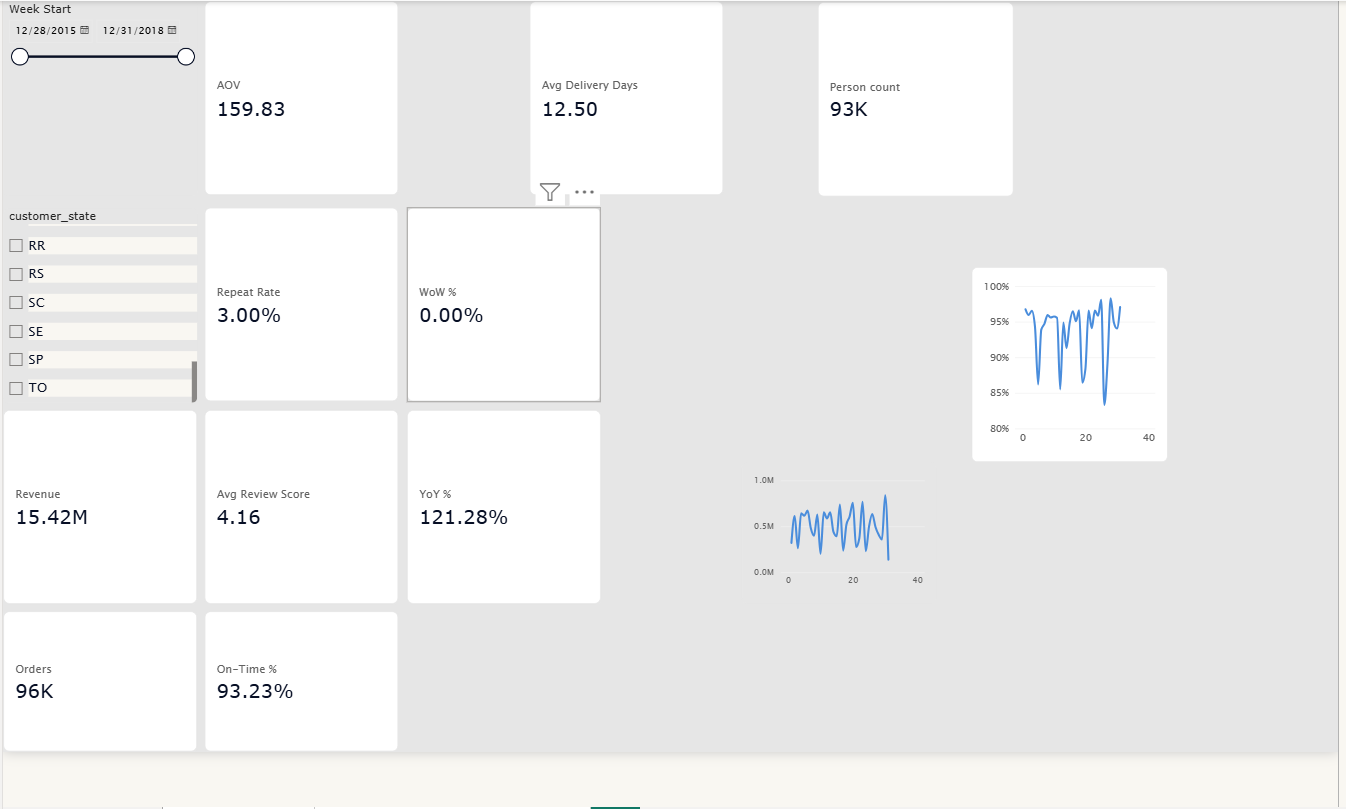 Week Start
12/28/2015 12/31/2018
AOV
159.83
Avg Delivery Days
12.50
Person count
93K
customer_state
RR
RS
SC
SE
SP
TO
Repeat Rate
3.00%
WoW %
0.00%
100%
95%
90%
85%
80%
0 20 40
Revenue
15.42M
Avg Review Score
4.16
YoY %
121.28%
1.0M
0.5M
0.0M
0 20 40
Orders
96K
On-Time %
93.23%